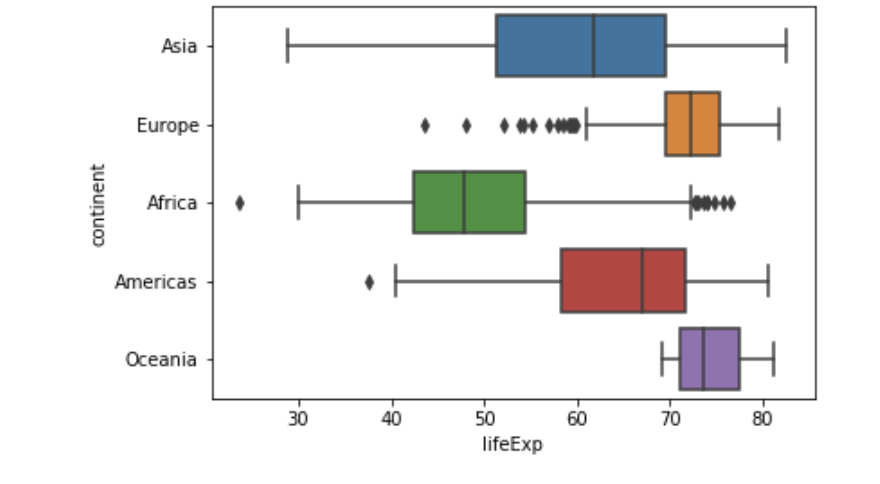 Asia
Europe
Africa
Americas
Oceania
continent
30 40 50 60 70 80
lifeExp